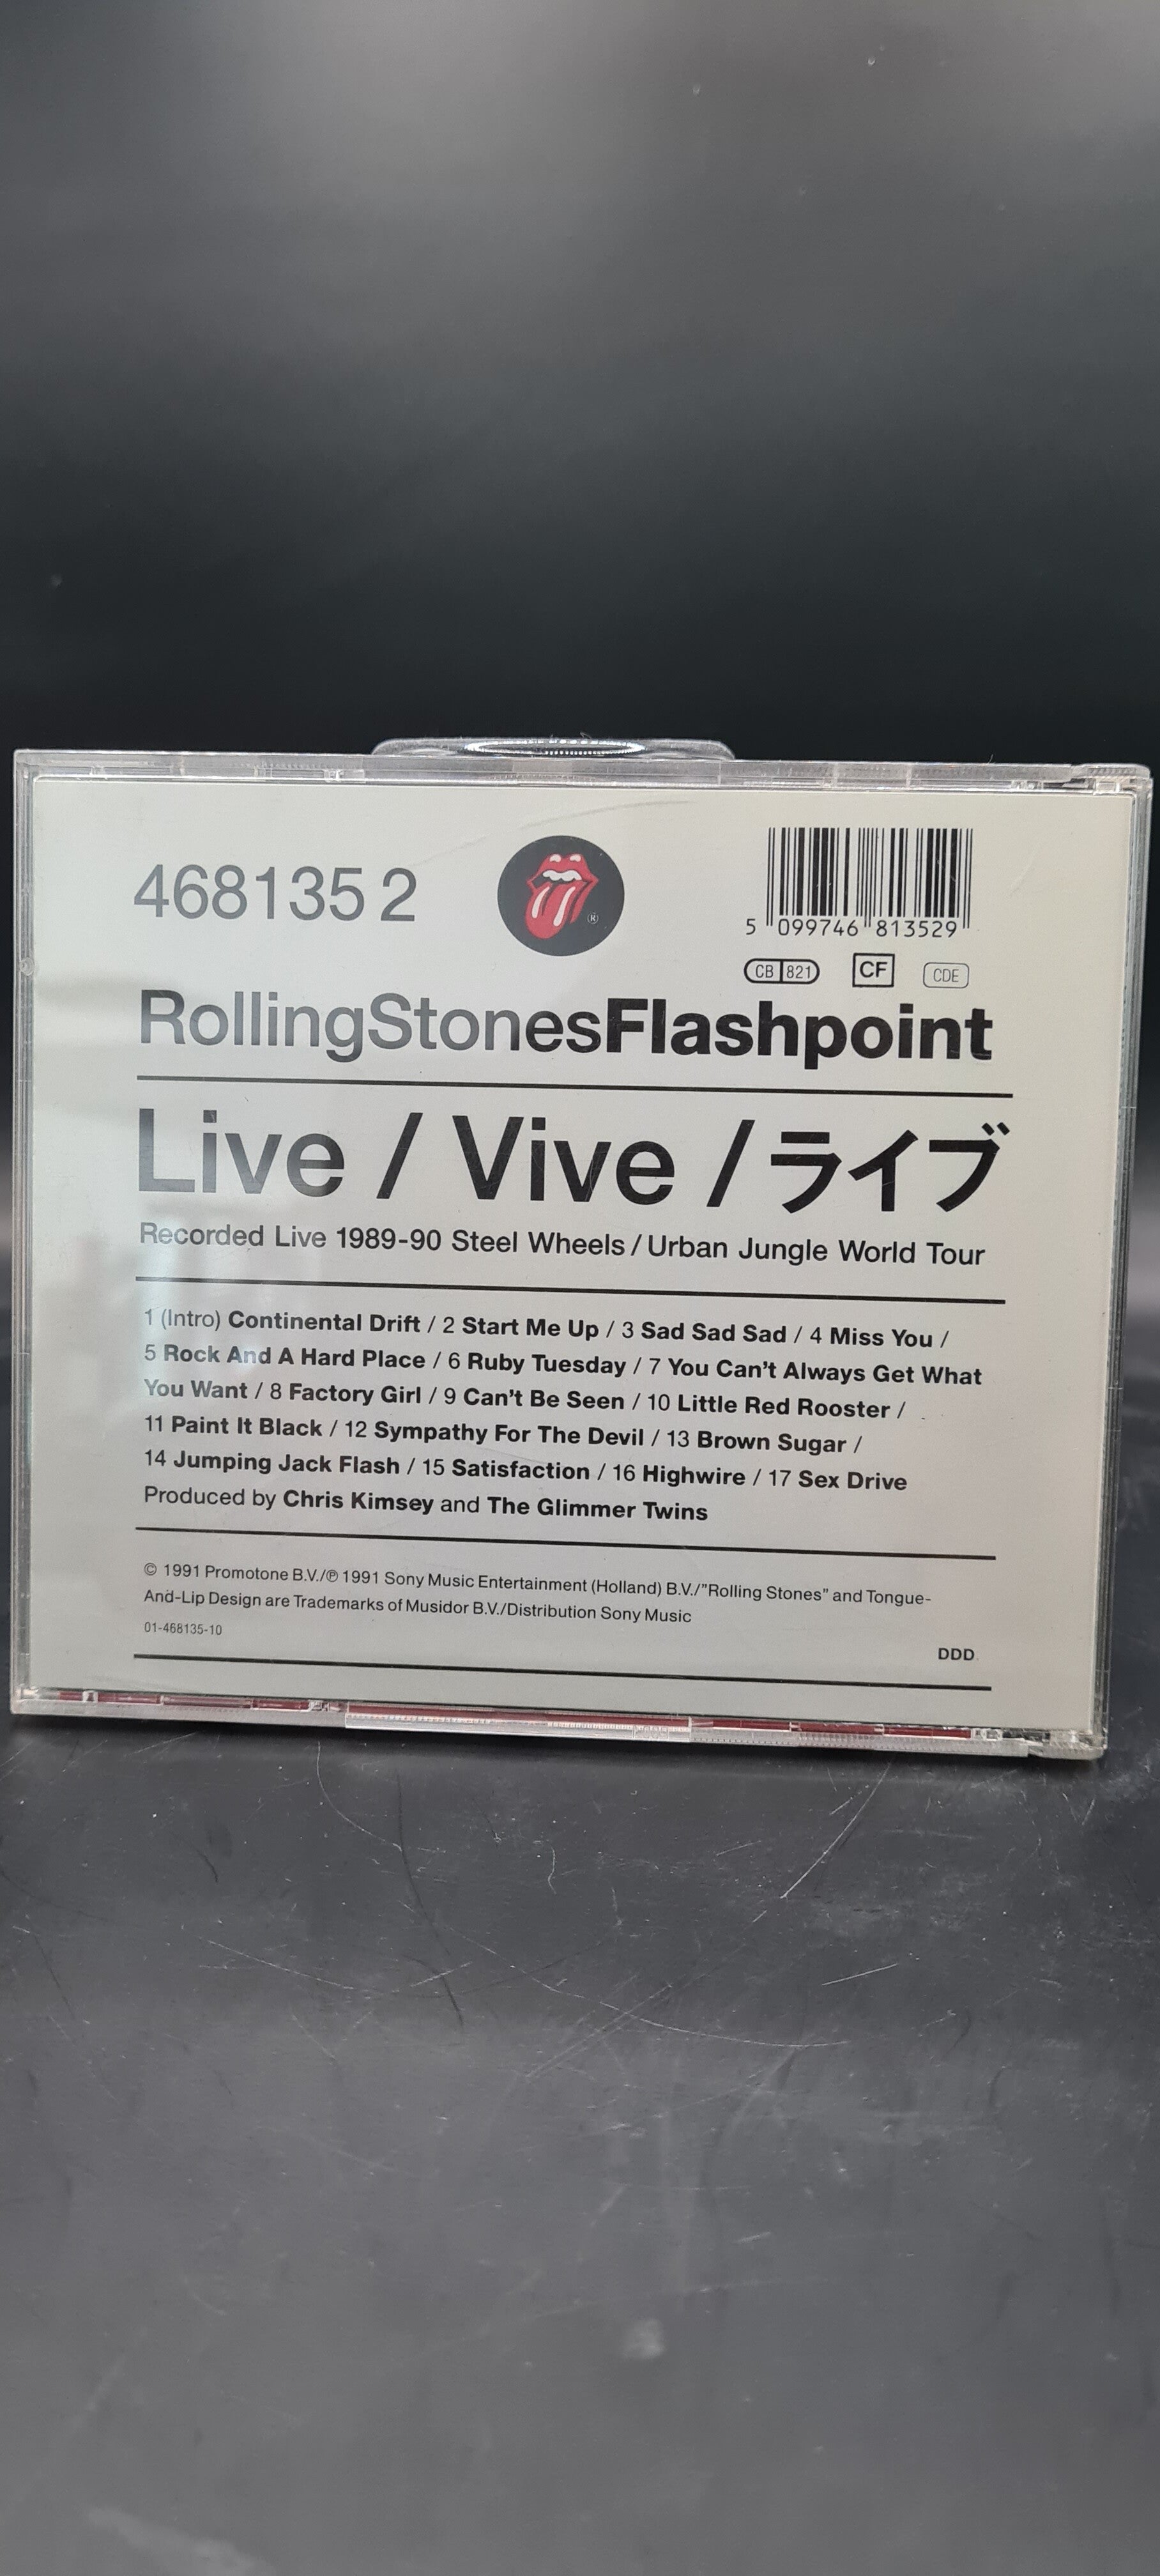 468135 2
®
5 099746 813529
CB 821 CF CDE
RollingStonesFlashpoint
Live / Vive / ライブ
Recorded Live 1989-90 Steel Wheels/Urban Jungle World Tour
1 (Intro) Continental Drift / 2 Start Me Up / 3 Sad Sad Sad / 4 Miss You /
5 Rock And A Hard Place / 6 Ruby Tuesday / 7 You Can't Always Get What
You Want / 8 Factory Girl / 9 Can't Be Seen / 10 Little Red Rooster /
11 Paint It Black / 12 Sympathy For The Devil / 13 Brown Sugar /
14 Jumping Jack Flash / 15 Satisfaction / 16 Highwire / 17 Sex Drive
Produced by Chris Kimsey and The Glimmer Twins
© 1991 Promotone B.V./℗ 1991 Sony Music Entertainment (Holland) B.V./"Rolling Stones" and Tongue-
And-Lip Design are Trademarks of Musidor B.V./Distribution Sony Music
01-468135-10
DDD